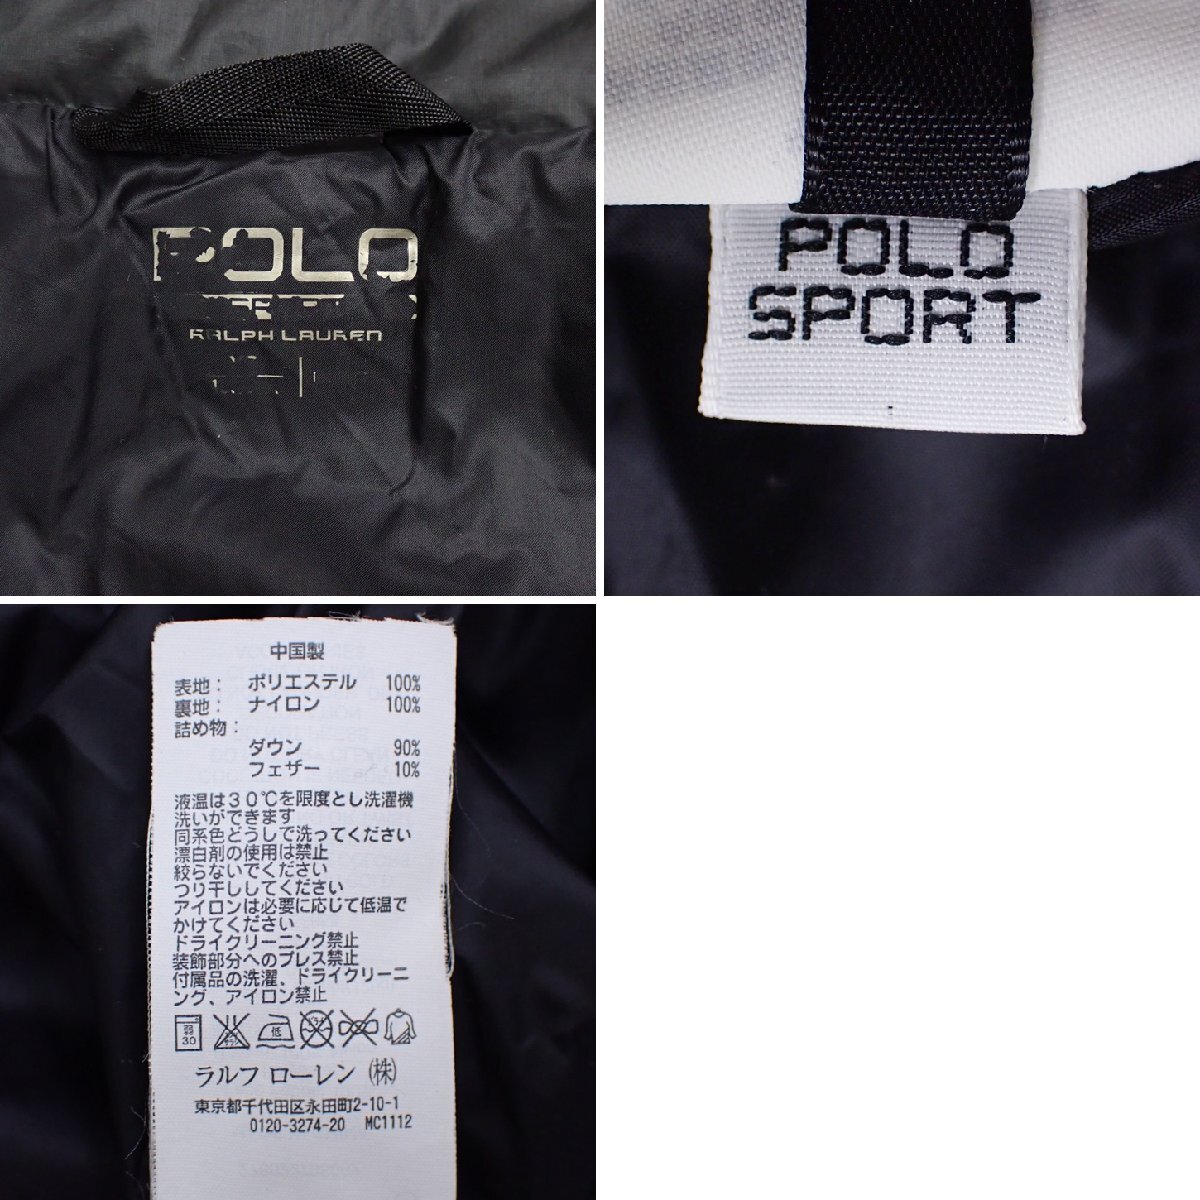 POLO
RALPH LAUREN
POLO
SPORT
中国製
表地： ポリエステル 100%
裏地： ナイロン 100%
詰め物：
ダウン 90%
フェザー 10%
液温は３０℃を限度とし洗濯機
洗いができます
同系色どうしで洗ってください
漂白剤の使用は禁止
絞らないでください
つり干ししてください
アイロンは必要に応じて低温で
かけてください
ドライクリーニング禁止
装飾部分へのプレス禁止
付属品の洗濯、ドライクリーニ
ング、アイロン禁止
30 低
ラルフ ローレン (株)
東京都千代田区永田町2-10-1
0120-3274-20 MC1112